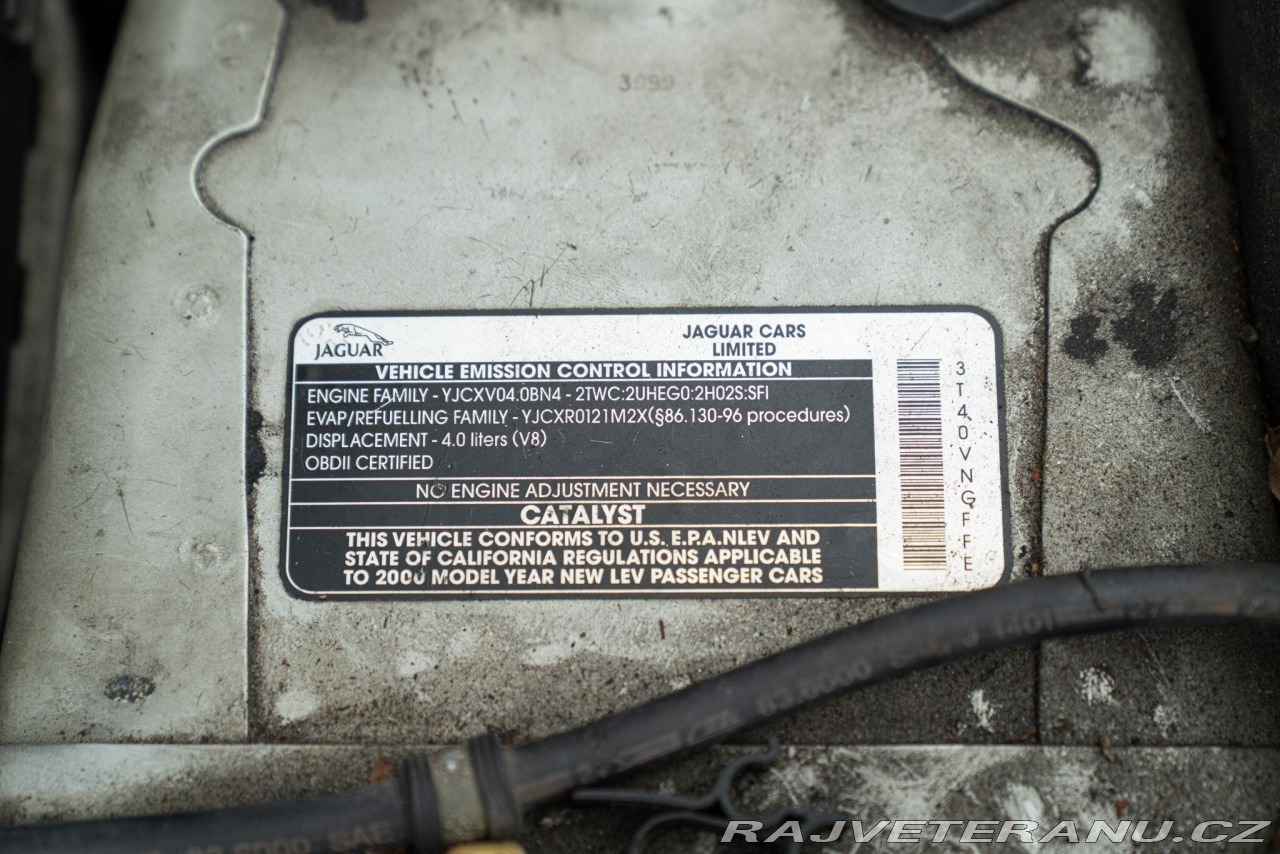 3999
JAGUAR
JAGUAR CARS
LIMITED
VEHICLE EMISSION CONTROL INFORMATION
ENGINE FAMILY - YJCXV04.0BN4 - 2TWC:2UHEG0:2H02S:SFI
EVAP/REFUELLING FAMILY - YJCXR0121M2X(§86.130-96 procedures)
DISPLACEMENT - 4.0 liters (V8)
OBDII CERTIFIED
NO ENGINE ADJUSTMENT NECESSARY
CATALYST
THIS VEHICLE CONFORMS TO U.S. E.P.A.NLEV AND
STATE OF CALIFORNIA REGULATIONS APPLICABLE
TO 2000 MODEL YEAR NEW LEV PASSENGER CARS
3T40VNGFFE
1401
RAJVETERANU.CZ